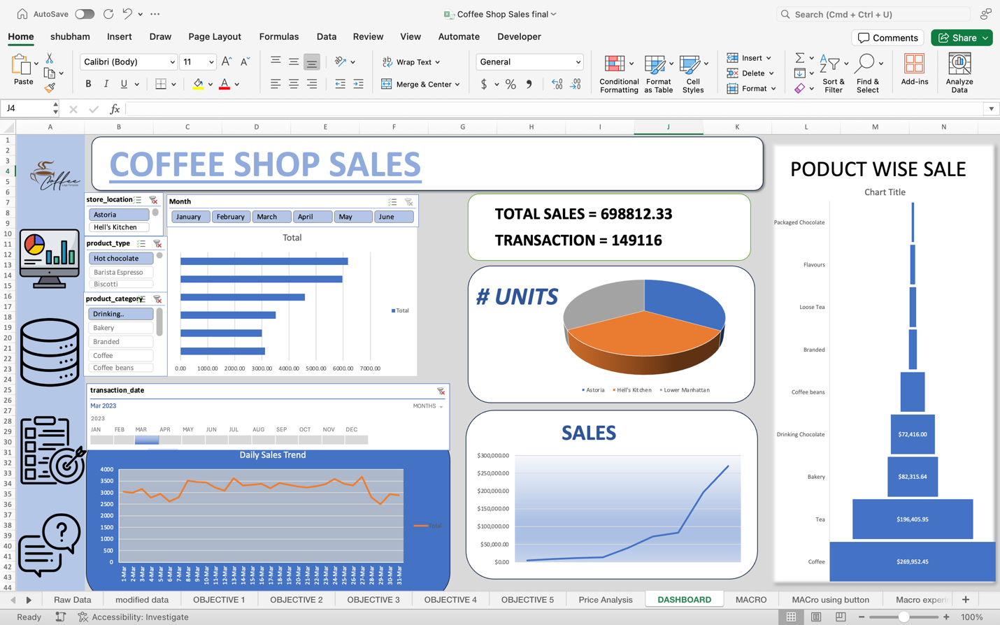 AutoSave
Coffee Shop Sales final
Search (Cmd + Ctrl + U)
Home shubham Insert Draw Page Layout Formulas Data Review View Automate Developer
Comments Share
Paste
Calibri (Body) 11
B I U
Wrap Text
Merge & Center
General
$ % 9
Conditional Formatting
Format as Table
Cell Styles
Insert
Delete
Format
Sort & Filter
Find & Select
Add-ins
Analyze Data
J4 fx
A B C D E F G H I J K L M N
1
2
3
4
5
6
7
8
9
10
11
12
13
14
15
16
17
18
19
20
21
22
23
24
25
26
27
28
29
30
31
32
33
34
35
36
37
38
39
40
41
42
43
44
Coffee
COFFEE SHOP SALES
store_location
Astoria
Hell's Kitchen
product_type
Hot chocolate
Barista Espresso
Biscotti
product_category
Drinking..
Bakery
Branded
Coffee
Coffee beans
Month
January February March April May June
Total
Total
0.00 1000.00 2000.00 3000.00 4000.00 5000.00 6000.00 7000.00
TOTAL SALES = 698812.33
TRANSACTION = 149116
# UNITS
Astoria Hell's Kitchen Lower Manhattan
transaction_date
Mar 2023 MONTHS
2023
JAN FEB MAR APR MAY JUN JUL AUG SEP OCT NOV DEC
Daily Sales Trend
4000
3500
3000
2500
2000
1500
1000
500
0
Total
1-Mar 2-Mar 3-Mar 4-Mar 5-Mar 6-Mar 7-Mar 8-Mar 9-Mar 10-Mar 11-Mar 12-Mar 13-Mar 14-Mar 15-Mar 16-Mar 17-Mar 18-Mar 19-Mar 20-Mar 21-Mar 22-Mar 23-Mar 24-Mar 25-Mar 26-Mar 27-Mar 28-Mar 29-Mar 30-Mar 31-Mar
SALES
$300,000.00
$250,000.00
$200,000.00
$150,000.00
$100,000.00
$50,000.00
$0.00
PODUCT WISE SALE
Chart Title
Packaged Chocolate
Flavours
Loose Tea
Branded
Coffee beans
Drinking Chocolate $72,416.00
Bakery $82,315.64
Tea $196,405.95
Coffee $269,952.45
Raw Data modified data OBJECTIVE 1 OBJECTIVE 2 OBJECTIVE 3 OBJECTIVE 4 OBJECTIVE 5 Price Analysis DASHBOARD MACRO MACro using button Macro experi
Ready Accessibility: Investigate 100%